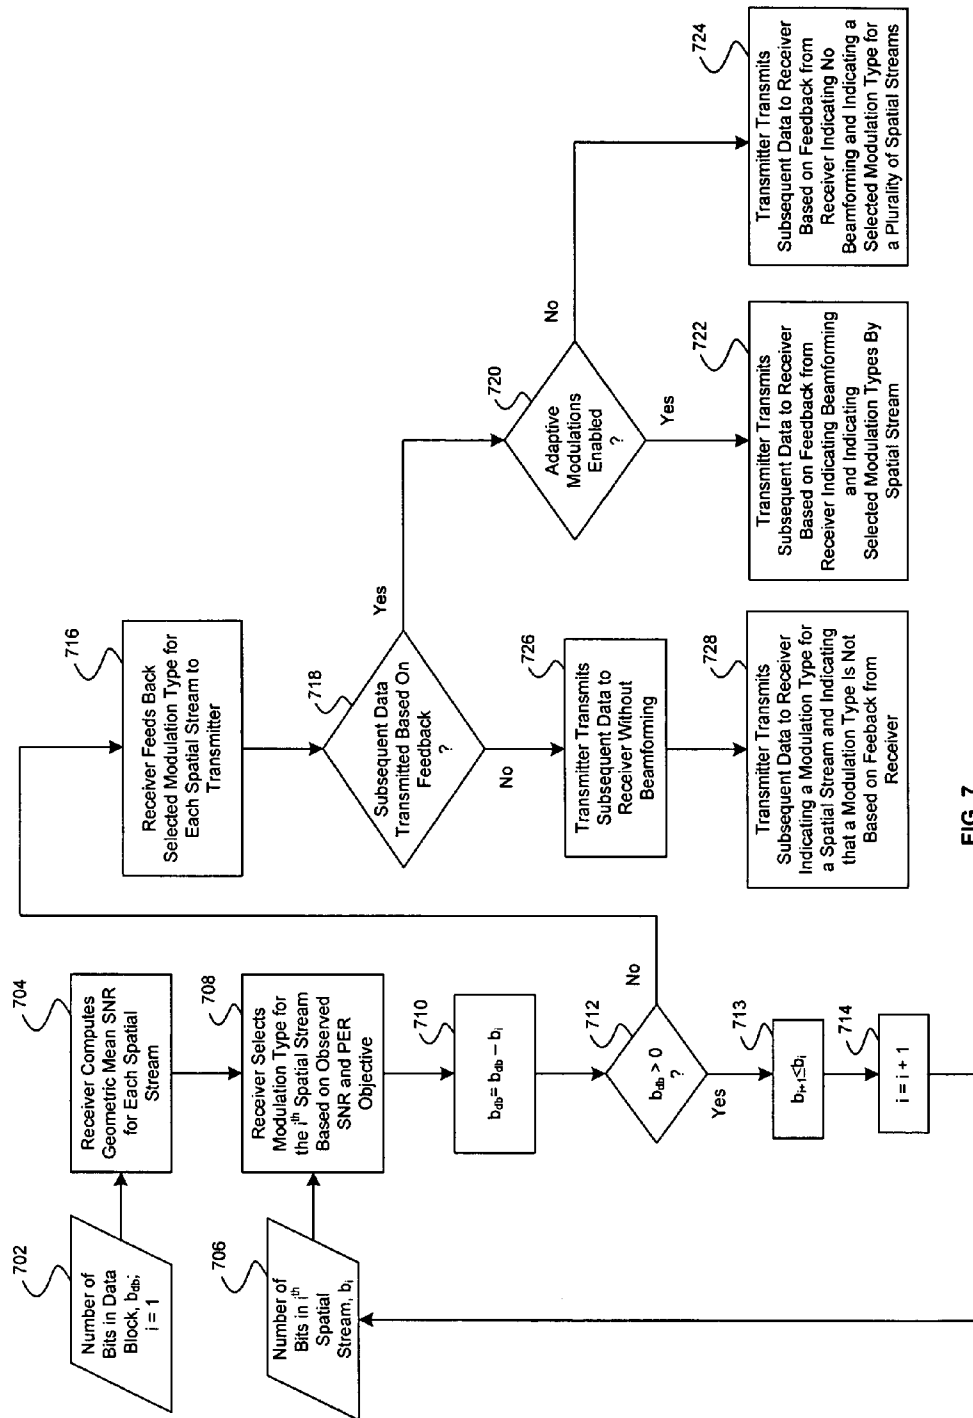 702
Number of
Bits in Data
Block, b_db;
i = 1
704
Receiver Computes
Geometric Mean SNR
for Each Spatial
Stream
706
Number of
Bits in i^th
Spatial
Stream, b_i
708
Receiver Selects
Modulation Type for
the i^th Spatial Stream
Based on Observed
SNR and PER
Objective
710
b_db = b_db – b_i
712
b_db > 0
?
No
Yes
713
b_i+1≤b_i
714
i = i + 1
716
Receiver Feeds Back
Selected Modulation Type for
Each Spatial Stream to
Transmitter
718
Subsequent Data
Transmitted Based On
Feedback
?
Yes
No
720
Adaptive
Modulations
Enabled
?
No
Yes
726
Transmitter Transmits
Subsequent Data to
Receiver Without
Beamforming
728
Transmitter Transmits
Subsequent Data to Receiver
Indicating a Modulation Type for
a Spatial Stream and Indicating
that a Modulation Type Is Not
Based on Feeback from
Receiver
722
Transmitter Transmits
Subsequent Data to Receiver
Based on Feedback from
Receiver Indicating Beamforming
and Indicating
Selected Modulation Types By
Spatial Stream
724
Transmitter Transmits
Subsequent Data to Receiver
Based on Feedback from
Receiver Indicating No
Beamforming and Indicating a
Selected Modulation Type for
a Plurality of Spatial Streams
FIG. 7